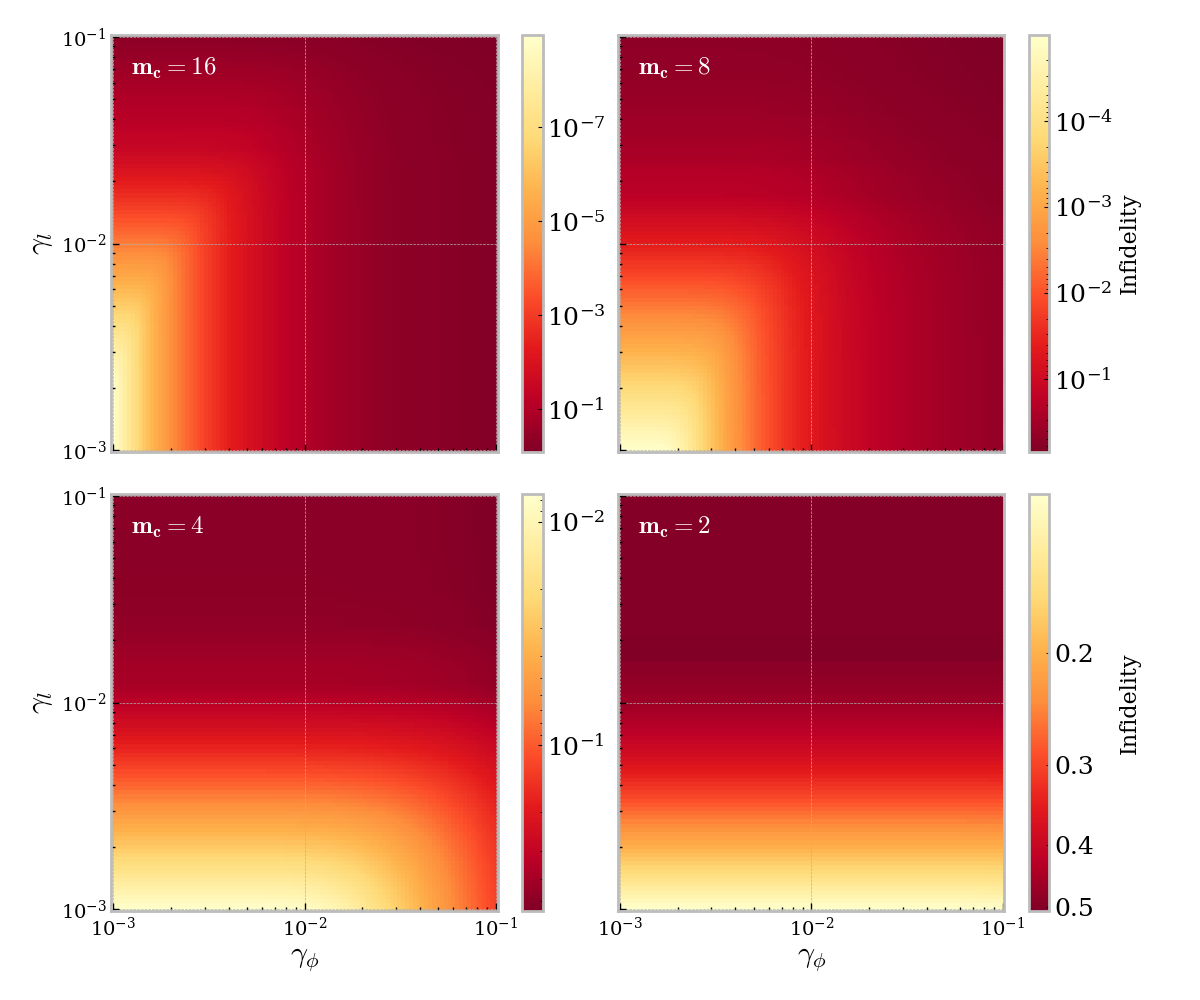 10⁻¹
m_c = 16
γ_l
10⁻²
10⁻³
10⁻⁷
10⁻⁵
10⁻³
10⁻¹
m_c = 8
10⁻⁴
10⁻³
10⁻²
10⁻¹
Infidelity
10⁻¹
m_c = 4
γ_l
10⁻²
10⁻³
10⁻³
10⁻²
10⁻¹
γ_ϕ
10⁻²
10⁻¹
m_c = 2
10⁻³
10⁻²
10⁻¹
γ_ϕ
0.2
0.3
0.4
0.5
Infidelity